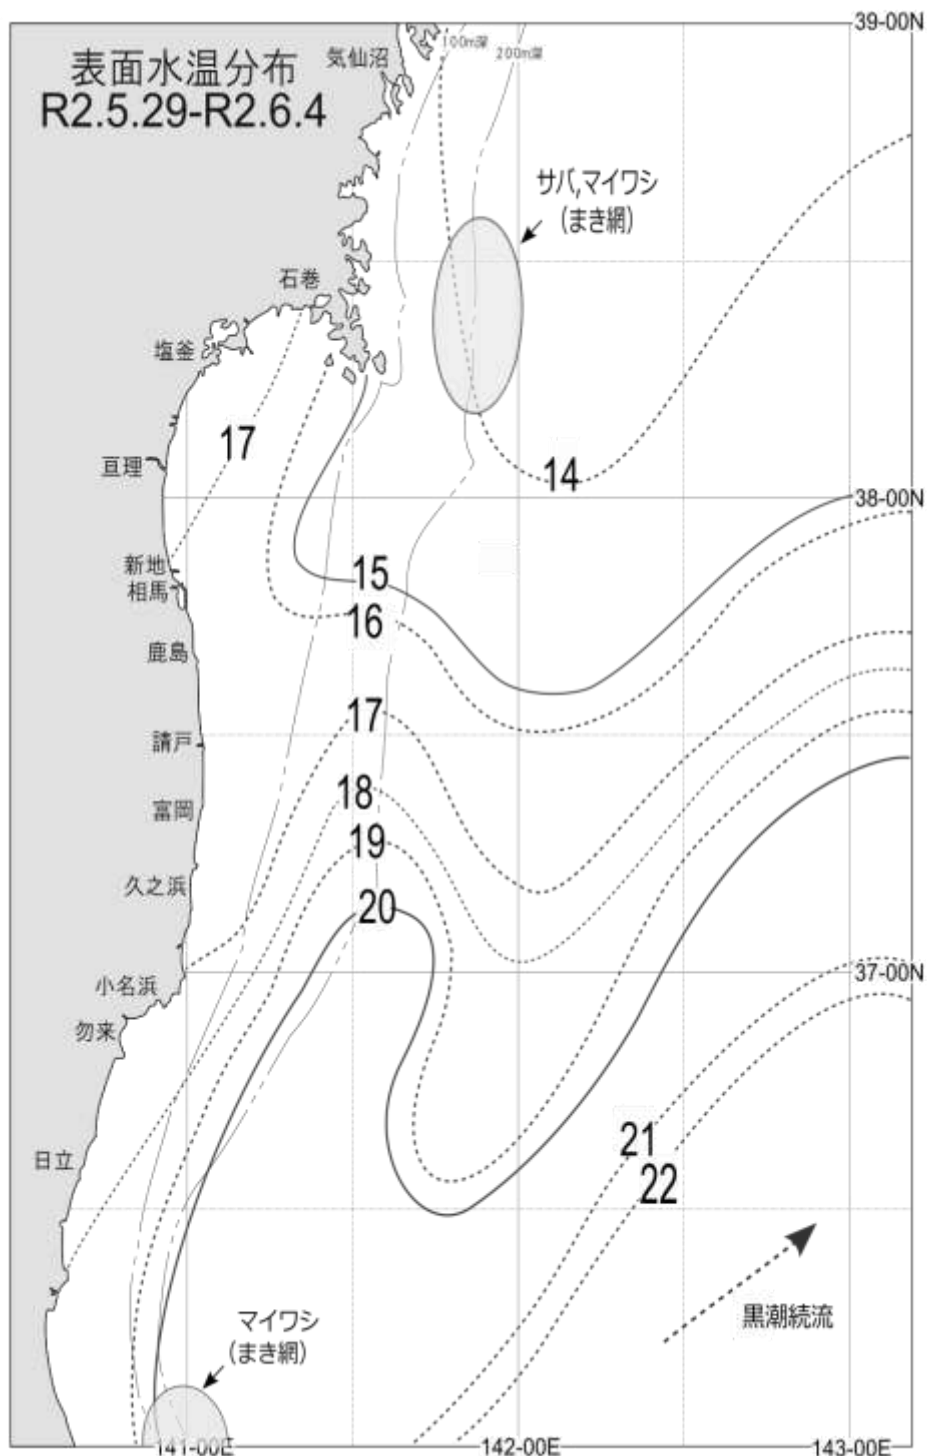 39-00N
表面水温分布
R2.5.29-R2.6.4
気仙沼
100m深
200m深
サバ,マイワシ
(まき網)
石巻
塩釜
17
亘理
14
38-00N
新地
相馬
15
16
鹿島
17
請戸
18
富岡
19
久之浜
20
37-00N
小名浜
勿来
21
日立
22
マイワシ
(まき網)
黒潮続流
141-00E
142-00E
143-00E